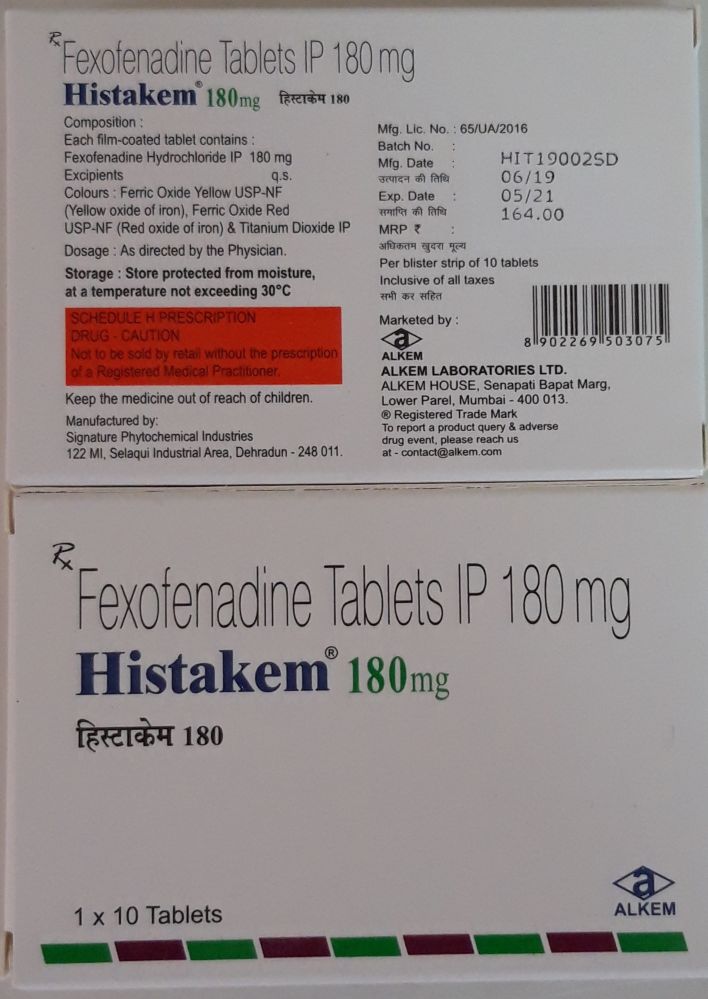 Rx
Fexofenadine Tablets IP 180 mg
Histakem® 180mg हिस्टाकेम 180
Composition :
Each film-coated tablet contains :
Fexofenadine Hydrochloride IP 180 mg
Excipients q.s.
Colours : Ferric Oxide Yellow USP-NF
(Yellow oxide of iron), Ferric Oxide Red
USP-NF (Red oxide of iron) & Titanium Dioxide IP
Dosage : As directed by the Physician.
Storage : Store protected from moisture,
at a temperature not exceeding 30°C
SCHEDULE H PRESCRIPTION
DRUG - CAUTION
Not to be sold by retail without the prescription
of a Registered Medical Practitioner.
Keep the medicine out of reach of children.
Manufactured by:
Signature Phytochemical Industries
122 MI, Selaqui Industrial Area, Dehradun - 248 011.
Mfg. Lic. No. : 65/UA/2016
Batch No. : HIT19002SD
Mfg. Date : 06/19
उत्पादन की तिथि
Exp. Date : 05/21
समाप्ति की तिथि
MRP ₹ : 164.00
अधिकतम खुदरा मूल्य
Per blister strip of 10 tablets
Inclusive of all taxes
सभी कर सहित
Marketed by :
a
ALKEM
ALKEM LABORATORIES LTD.
ALKEM HOUSE, Senapati Bapat Marg,
Lower Parel, Mumbai - 400 013.
® Registered Trade Mark
To report a product query & adverse
drug event, please reach us
at - contact@alkem.com
8 902269 503075
Rx
Fexofenadine Tablets IP 180 mg
Histakem® 180mg
हिस्टाकेम 180
1 x 10 Tablets
a
ALKEM